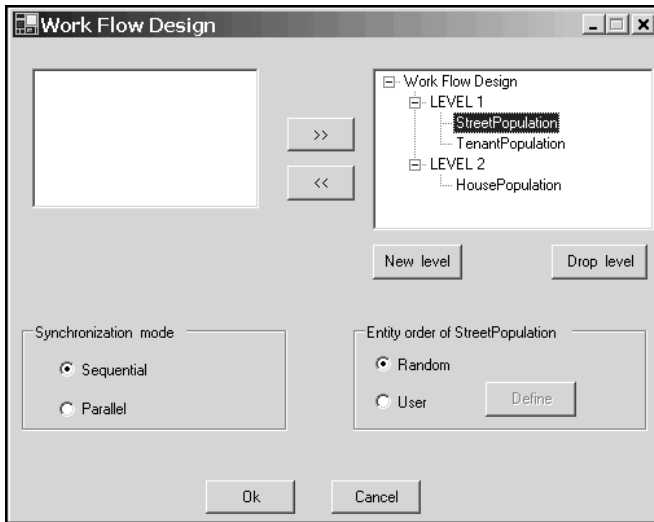 Work Flow Design
Work Flow Design
LEVEL 1
StreetPopulation
TenantPopulation
LEVEL 2
HousePopulation
>>
<<
New level
Drop level
Synchronization mode
Sequential
Parallel
Entity order of StreetPopulation
Random
User
Define
Ok
Cancel